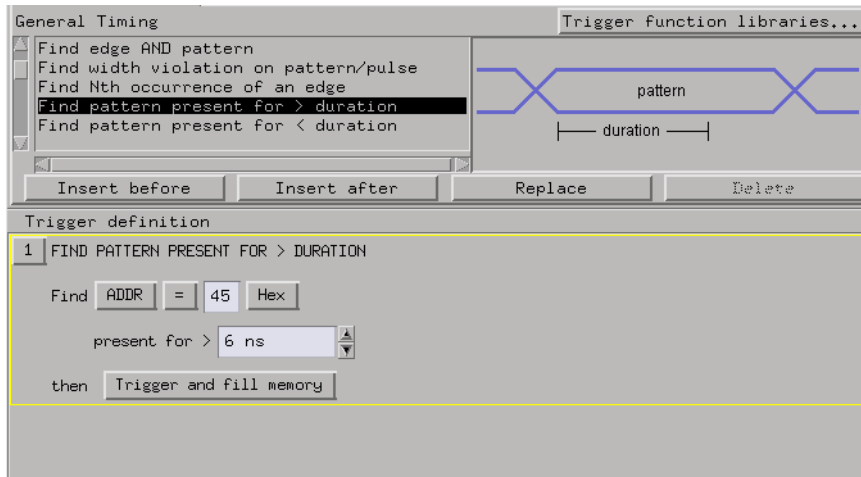 General Timing
Trigger function libraries...
Find edge AND pattern
Find width violation on pattern/pulse
Find Nth occurrence of an edge
Find pattern present for > duration
Find pattern present for < duration
pattern
duration
Insert before
Insert after
Replace
Delete
Trigger definition
1 FIND PATTERN PRESENT FOR > DURATION
Find ADDR = 45 Hex
present for > 6 ns
then Trigger and fill memory